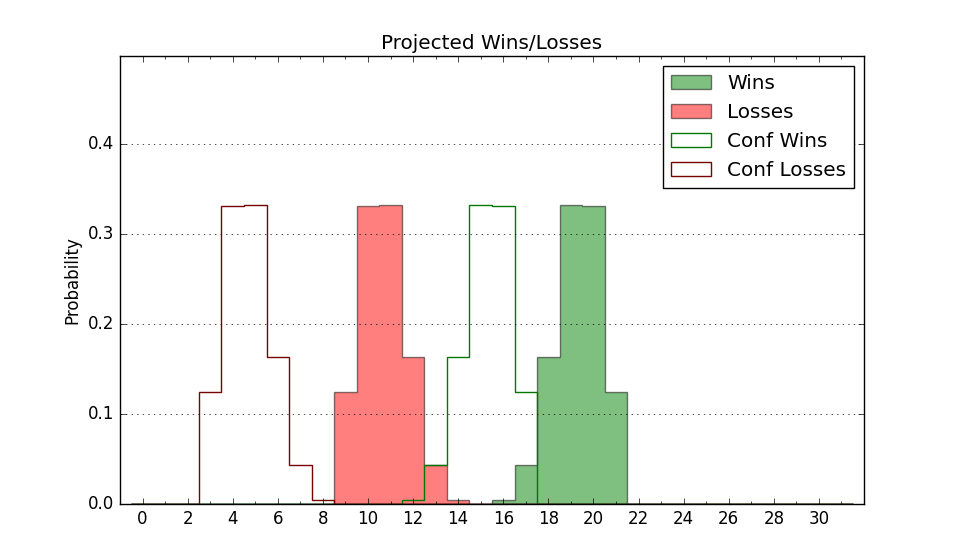 Projected Wins/Losses
Wins
Losses
Conf Wins
Conf Losses
Probability
0.4
0.3
0.2
0.1
0.0
0 2 4 6 8 10 12 14 16 18 20 22 24 26 28 30